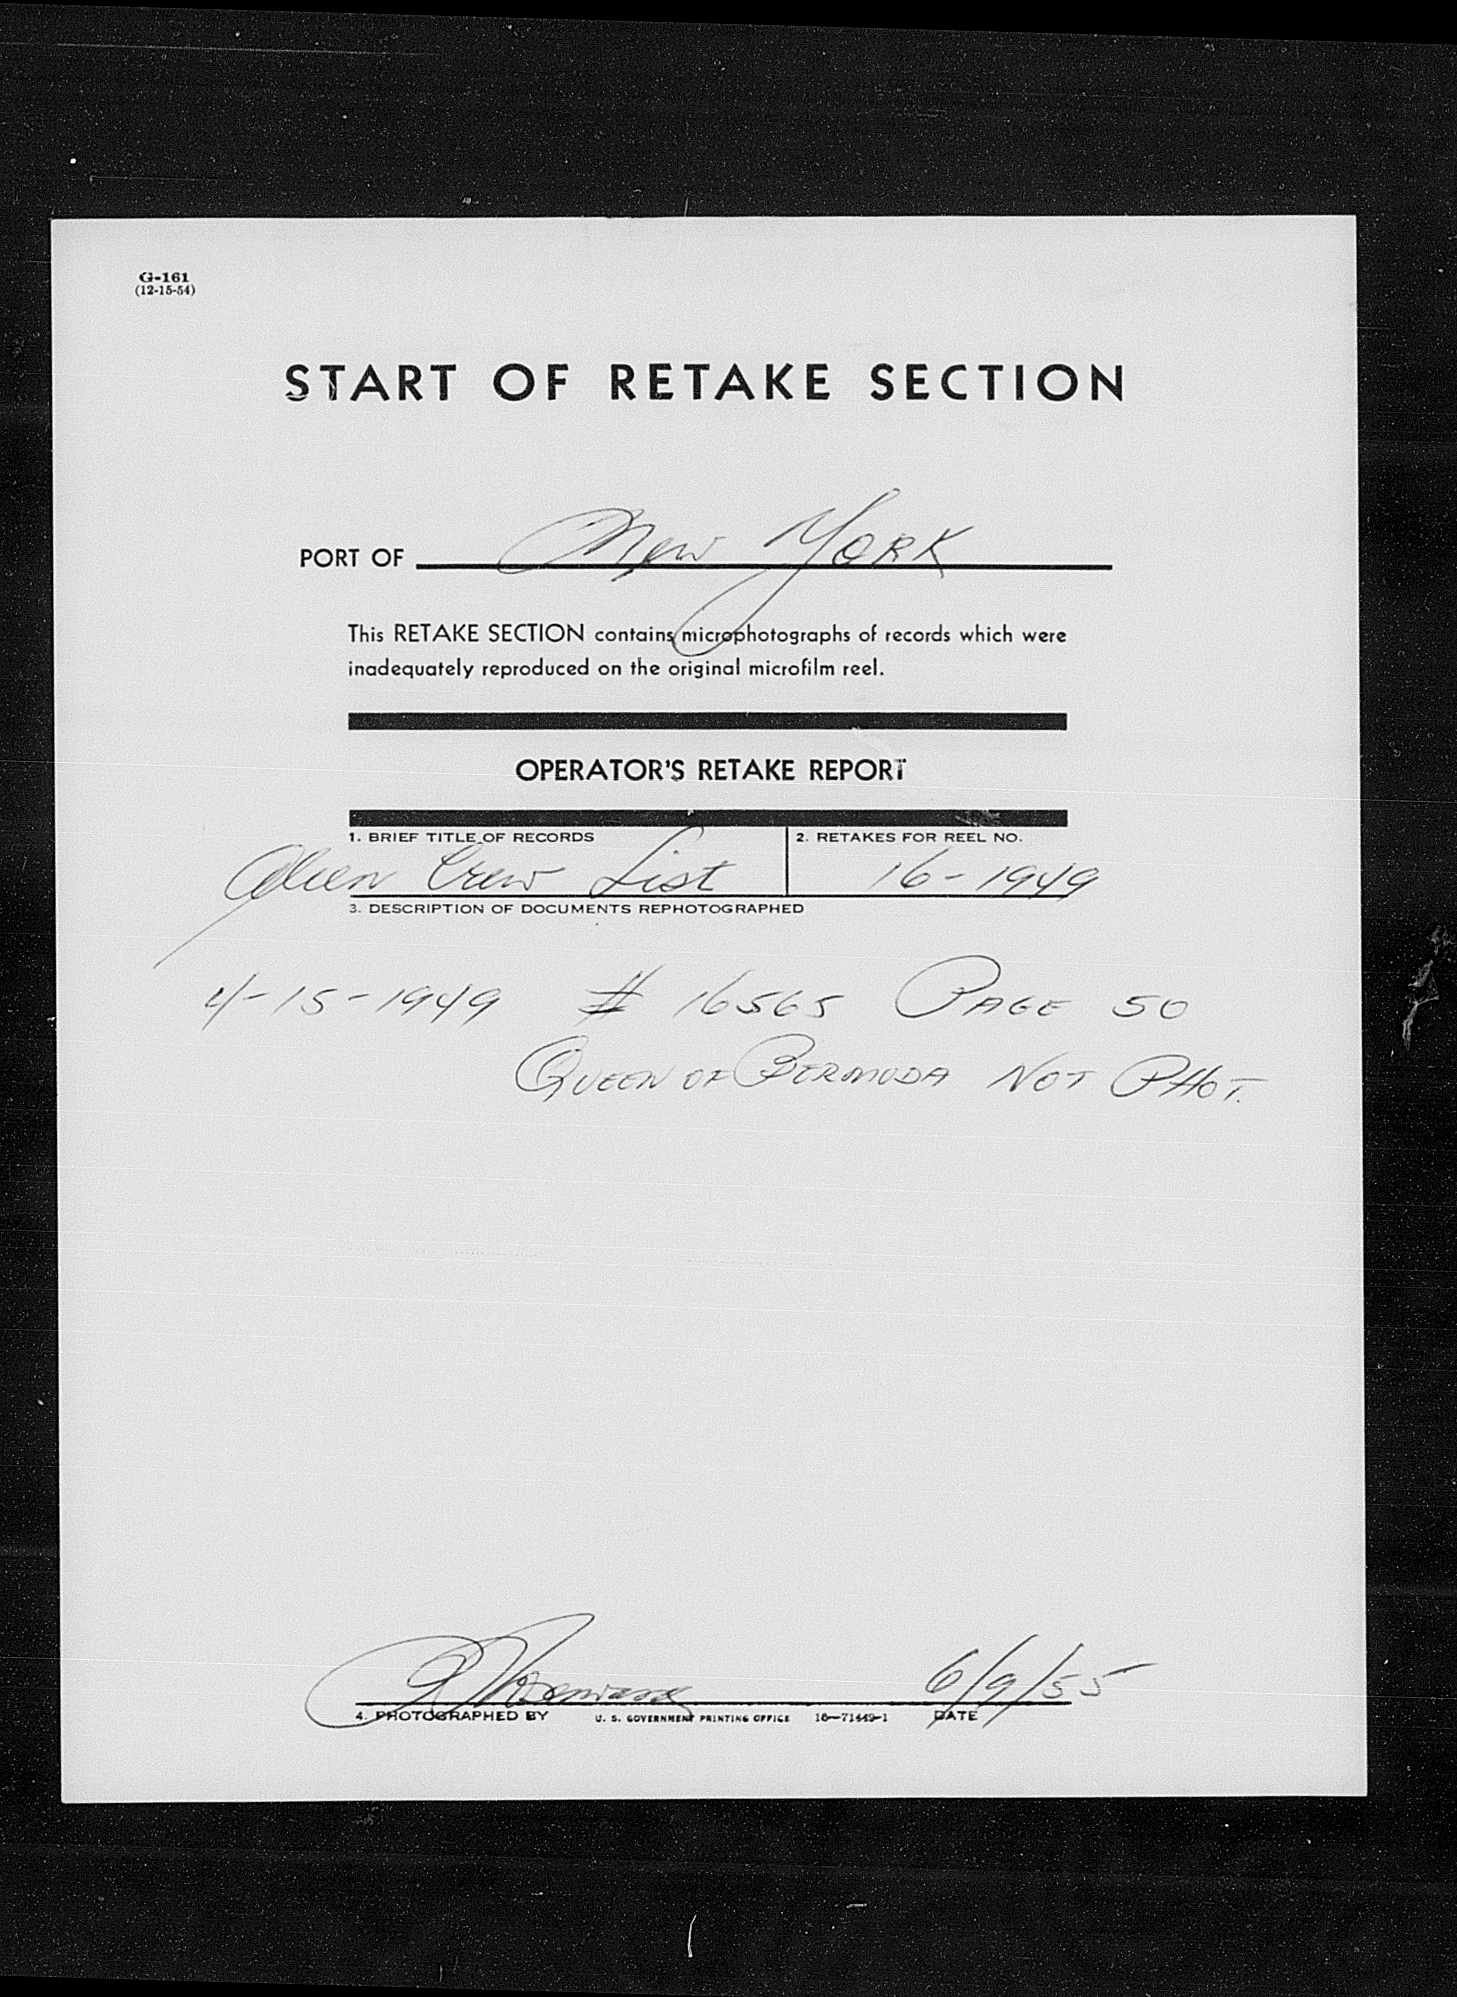 G-161
(12-15-54)
START OF RETAKE SECTION
PORT OF New York
This RETAKE SECTION contains microphotographs of records which were
inadequately reproduced on the original microfilm reel.
OPERATOR'S RETAKE REPORT
1. BRIEF TITLE OF RECORDS 2. RETAKES FOR REEL NO.
Alien Crew List 16-1949
3. DESCRIPTION OF DOCUMENTS REPHOTOGRAPHED
4-15-1949 # 16565 PAGE 50
QUEEN OF BERMUDA NOT PHOT.
6/9/55
4. PHOTOGRAPHED BY U. S. GOVERNMENT PRINTING OFFICE 16—71449-1 DATE